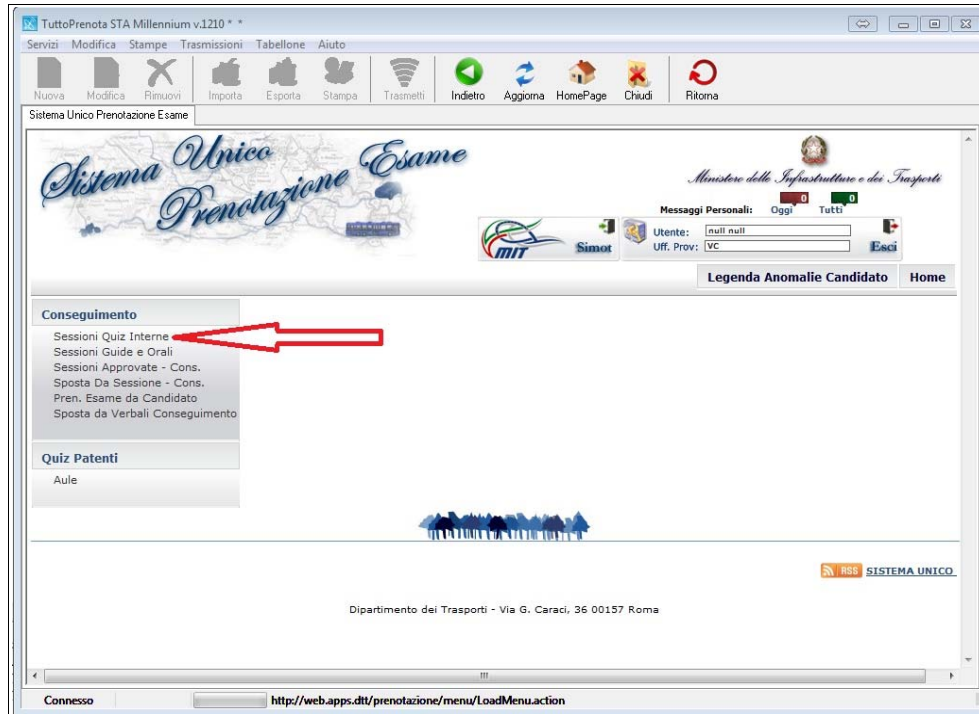 TuttoPrenota STA Millennium v.1210 * *
Servizi Modifica Stampe Trasmissioni Tabellone Aiuto
Nuova Modifica Rimuovi Importa Esporta Stampa Trasmetti Indietro Aggiorna HomePage Chiudi Ritorna
Sistema Unico Prenotazione Esame
Sistema Unico Prenotazione Esame
Ministero delle Infrastrutture e dei Trasporti
0 0
Messaggi Personali: Oggi Tutti
MIT Simot
Utente: null null
Uff. Prov: VC
Esci
Legenda Anomalie Candidato Home
Conseguimento
Sessioni Quiz Interne
Sessioni Guide e Orali
Sessioni Approvate - Cons.
Sposta Da Sessione - Cons.
Pren. Esame da Candidato
Sposta da Verbali Conseguimento
Quiz Patenti
Aule
RSS SISTEMA UNICO
Dipartimento dei Trasporti - Via G. Caraci, 36 00157 Roma
Connesso http://web.apps.dtt/prenotazione/menu/LoadMenu.action